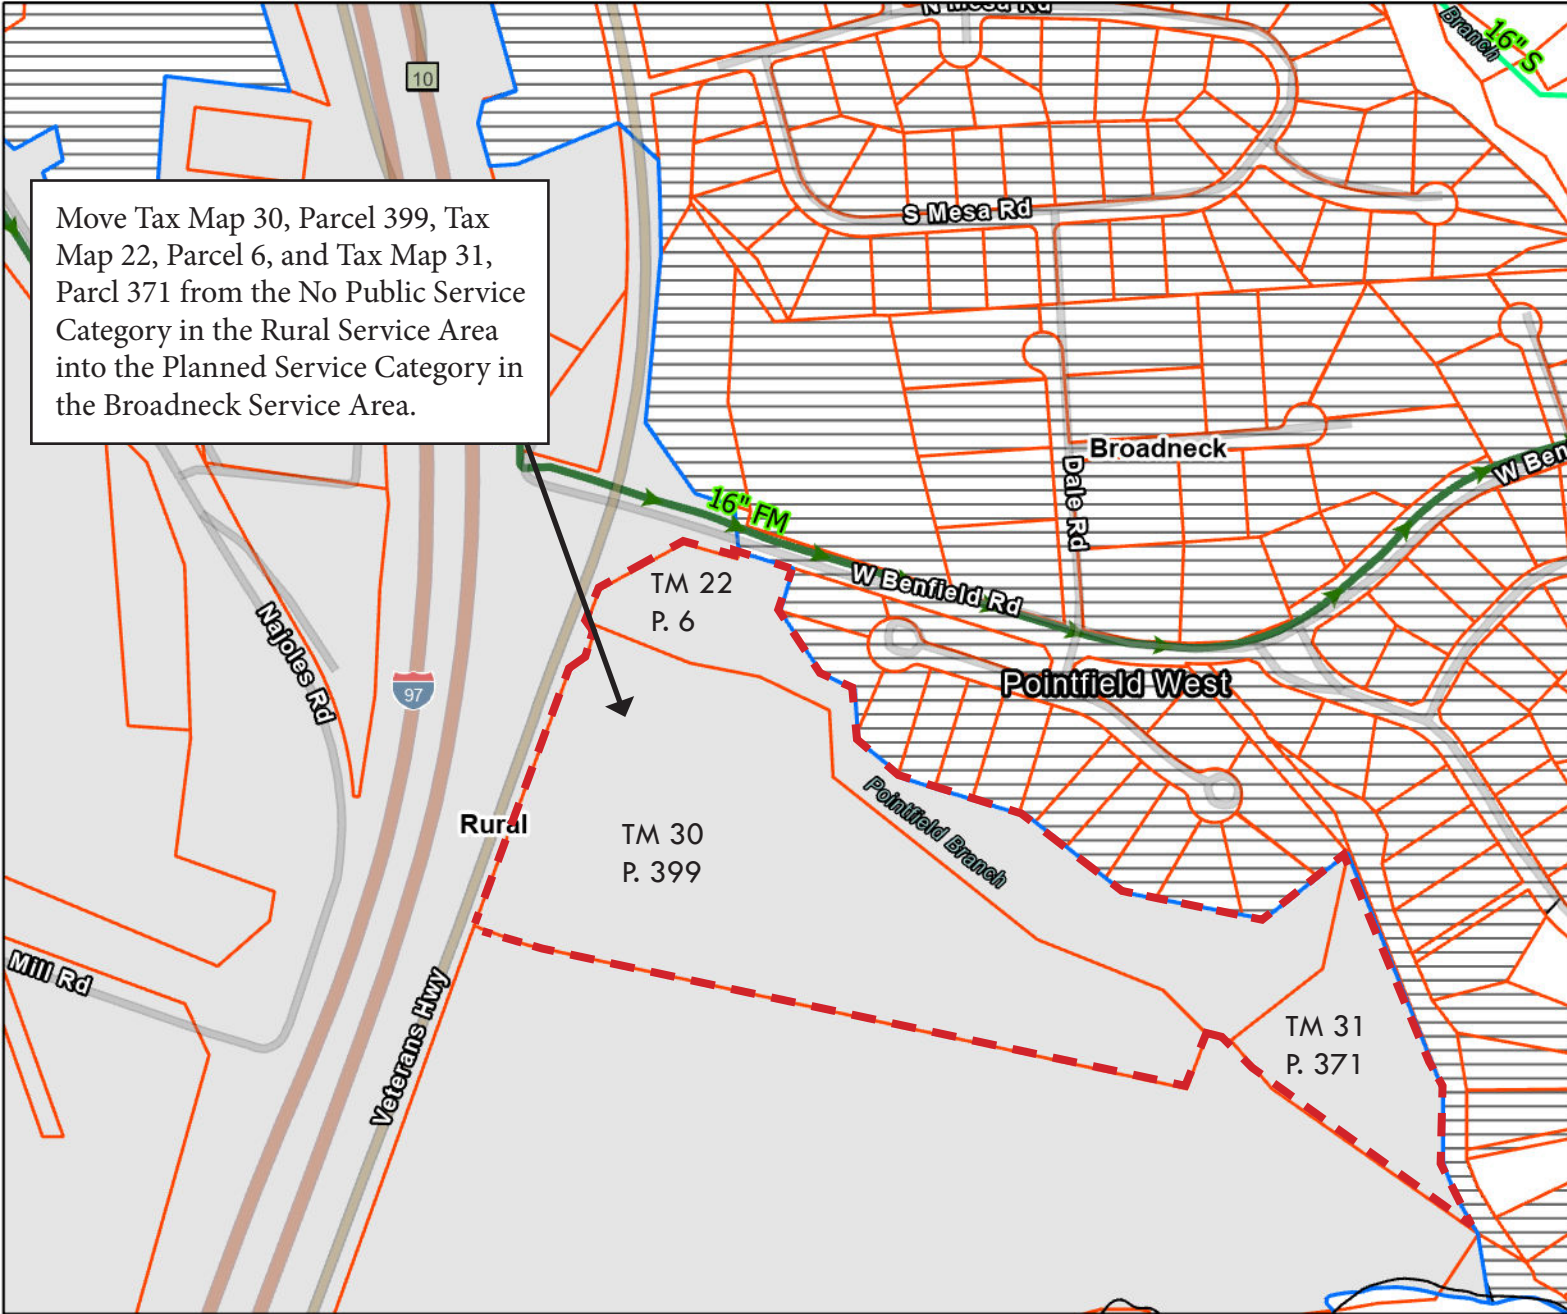 N Mesa Rd
Branch
16" S
10
Move Tax Map 30, Parcel 399, Tax
Map 22, Parcel 6, and Tax Map 31,
Parcl 371 from the No Public Service
Category in the Rural Service Area
into the Planned Service Category in
the Broadneck Service Area.
S Mesa Rd
Broadneck
Dale Rd
W Ben
16" FM
W Benfield Rd
TM 22
P. 6
Najoles Rd
97
Pointfield West
Rural
TM 30
P. 399
Pointfield Branch
Mill Rd
Veterans Hwy
TM 31
P. 371